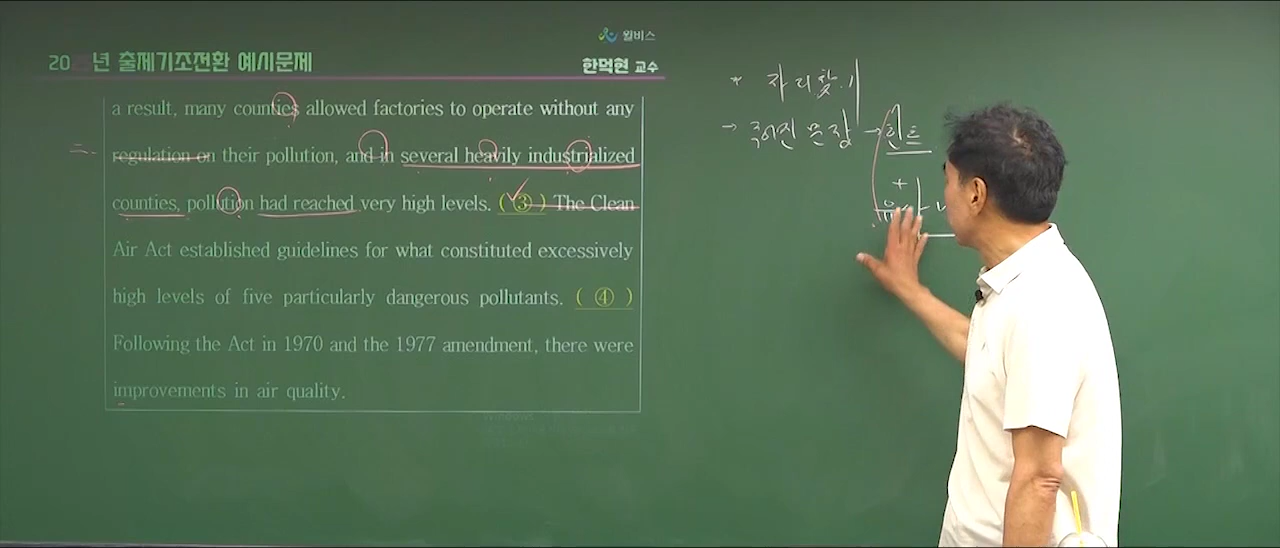 윌비스
20 년 출제기조전환 예시문제
한덕현 교수
a result, many counties allowed factories to operate without any
regulation on their pollution, and in several heavily industrialized
counties, pollution had reached very high levels. ( ③ ) The Clean
Air Act established guidelines for what constituted excessively
high levels of five particularly dangerous pollutants. ( ④ )
Following the Act in 1970 and the 1977 amendment, there were
improvements in air quality.
* 자리찾기
→ 주어진 문장 → 힌트
+